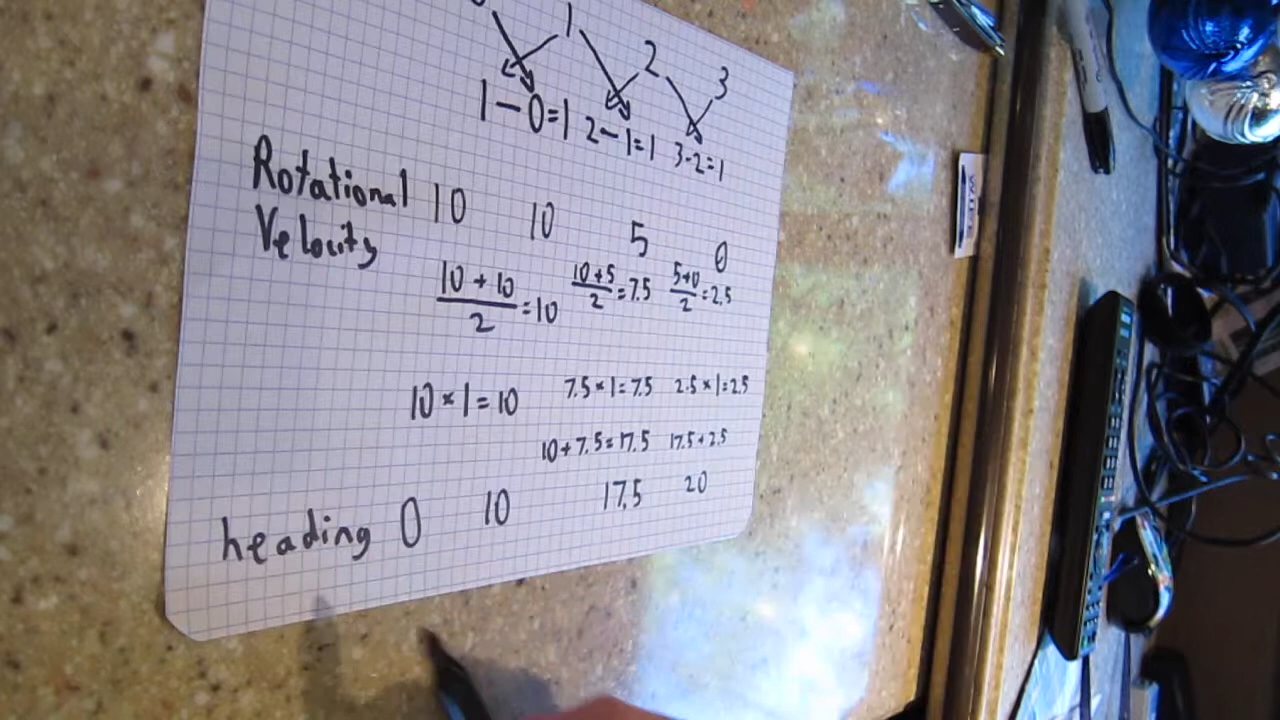 1 2 3
1-0=1 2-1=1 3-2=1
Rotational 10 10 5 0
Velocity
10+10/2=10 10+5/2=7.5 5+0/2=2.5
10×1=10 7.5×1=7.5 2.5×1=2.5
10+7.5=17.5 17.5+2.5
heading 0 10 17.5 20